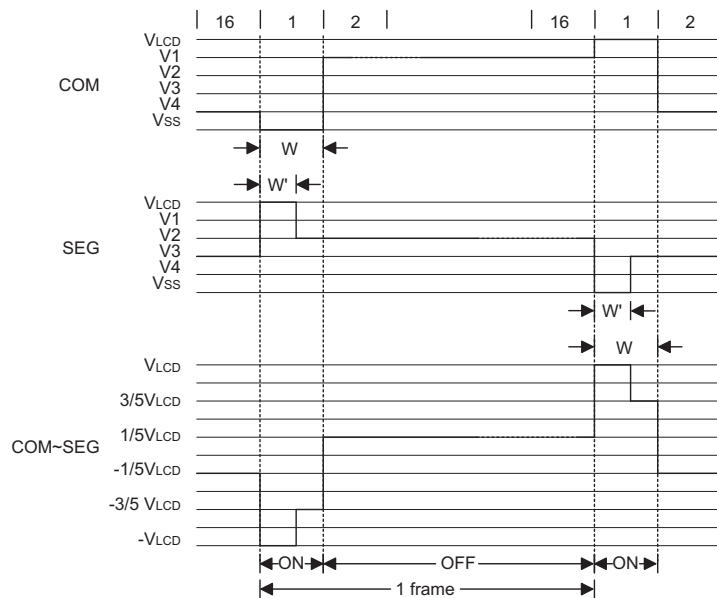 16 1 2 16 1 2
VLCD
V1
V2
V3
V4
VSS
COM
W
W'
VLCD
V1
V2
V3
V4
VSS
SEG
W'
W
VLCD
3/5VLCD
1/5VLCD
-1/5VLCD
-3/5 VLCD
-VLCD
COM~SEG
ON OFF ON
1 frame